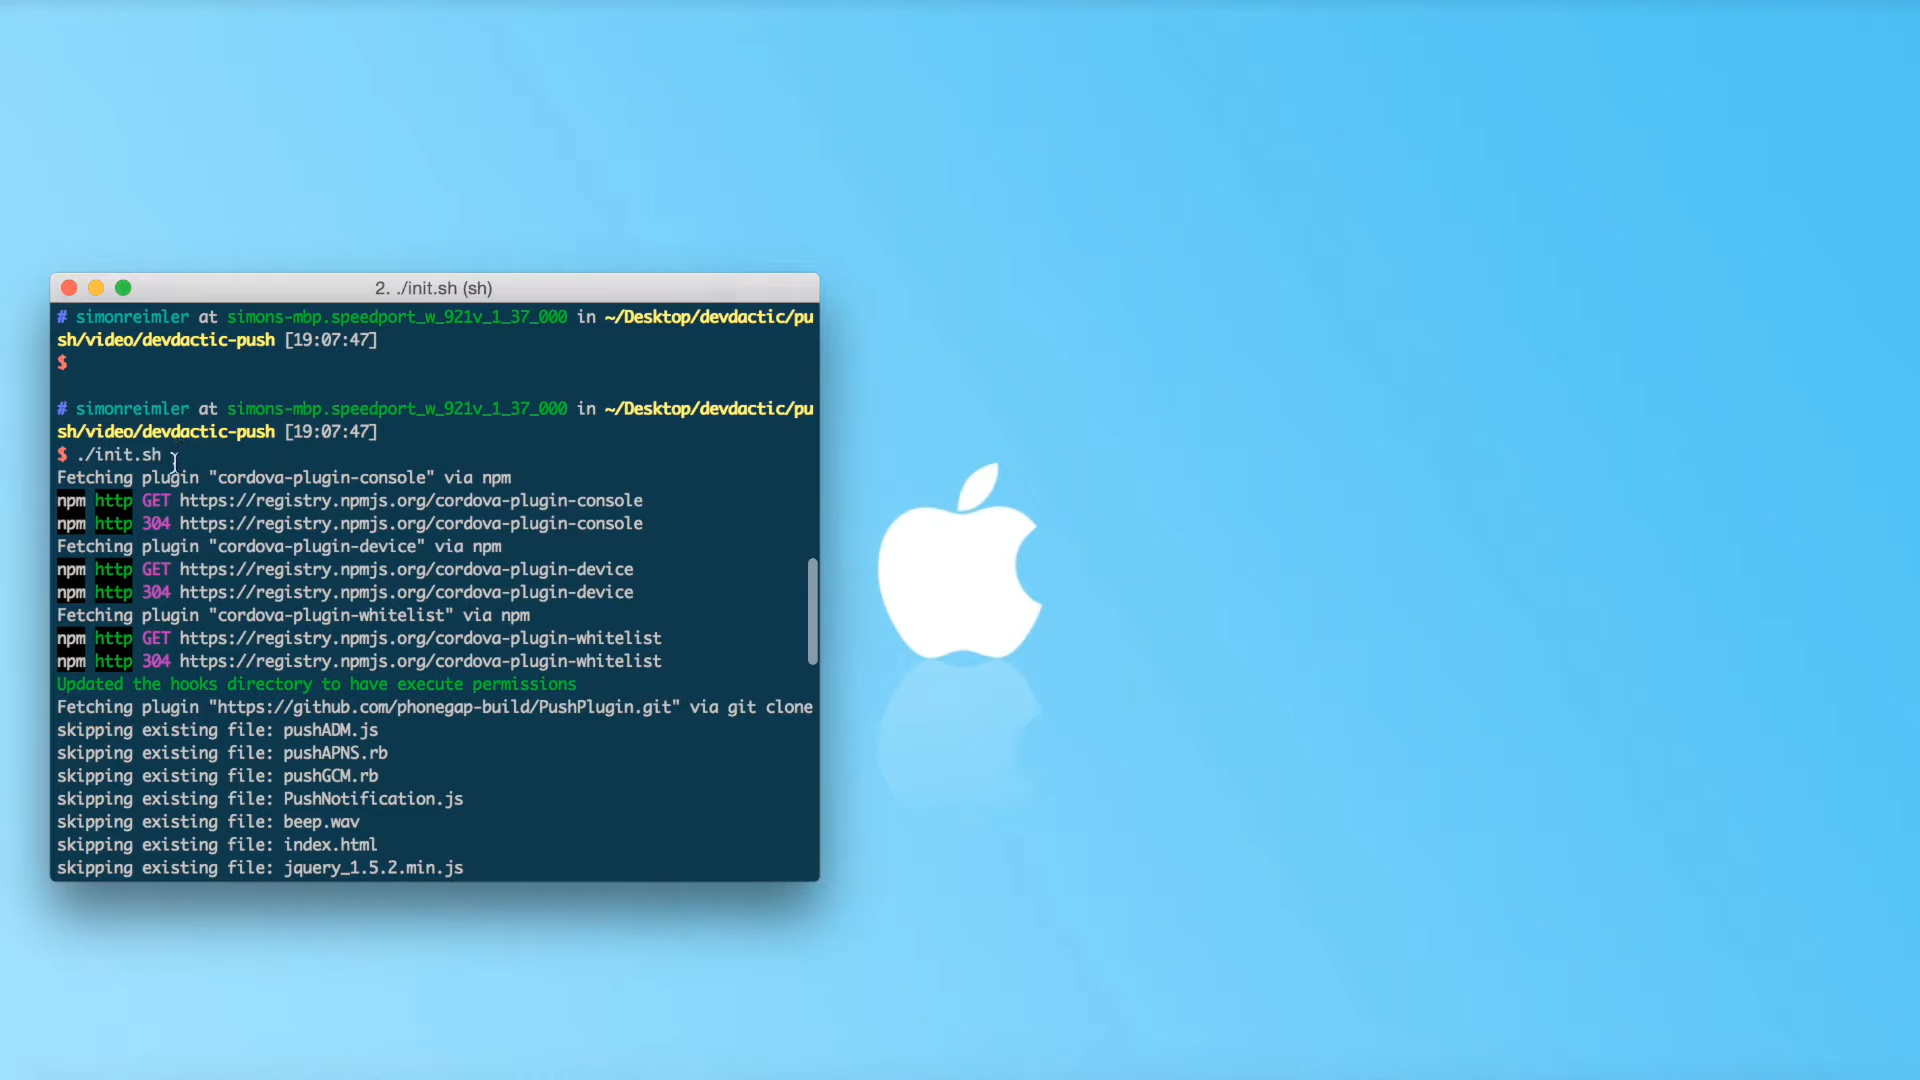 2. ./init.sh (sh)
# simonreimler at simons-mbp.speedport_w_921v_1_37_000 in ~/Desktop/devdactic/pu
sh/video/devdactic-push [19:07:47]
$
# simonreimler at simons-mbp.speedport_w_921v_1_37_000 in ~/Desktop/devdactic/pu
sh/video/devdactic-push [19:07:47]
$ ./init.sh
Fetching plugin "cordova-plugin-console" via npm
npm http GET https://registry.npmjs.org/cordova-plugin-console
npm http 304 https://registry.npmjs.org/cordova-plugin-console
Fetching plugin "cordova-plugin-device" via npm
npm http GET https://registry.npmjs.org/cordova-plugin-device
npm http 304 https://registry.npmjs.org/cordova-plugin-device
Fetching plugin "cordova-plugin-whitelist" via npm
npm http GET https://registry.npmjs.org/cordova-plugin-whitelist
npm http 304 https://registry.npmjs.org/cordova-plugin-whitelist
Updated the hooks directory to have execute permissions
Fetching plugin "https://github.com/phonegap-build/PushPlugin.git" via git clone
skipping existing file: pushADM.js
skipping existing file: pushAPNS.rb
skipping existing file: pushGCM.rb
skipping existing file: PushNotification.js
skipping existing file: beep.wav
skipping existing file: index.html
skipping existing file: jquery_1.5.2.min.js